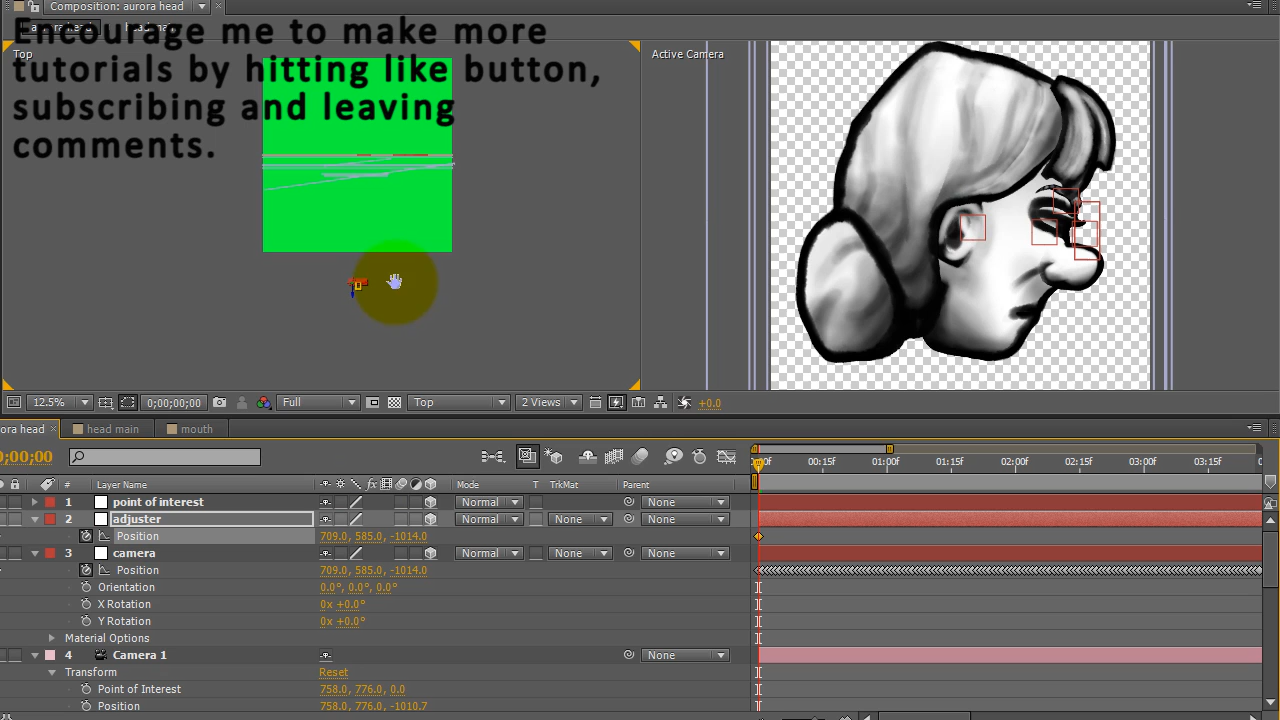 Composition: aurora head
Encourage me to make more
tutorials by hitting like button,
subscribing and leaving
comments.
Top
Active Camera
12.5%
0;00;00;00
Full
Top
2 Views
+0.0
ora head
head main
mouth
0;00;00
00:15f
01:00f
01:15f
02:00f
02:15f
03:00f
03:15f
#
Layer Name
Mode
T
TrkMat
Parent
1
point of interest
Normal
None
2
adjuster
Normal
None
None
Position
709.0, 585.0, -1014.0
3
camera
Normal
None
None
Position
709.0, 585.0, -1014.0
Orientation
0.0°, 0.0°, 0.0°
X Rotation
0x +0.0°
Y Rotation
0x +0.0°
Material Options
4
Camera 1
None
Transform
Reset
Point of Interest
758.0, 776.0, 0.0
Position
758.0, 776.0, -1010.7